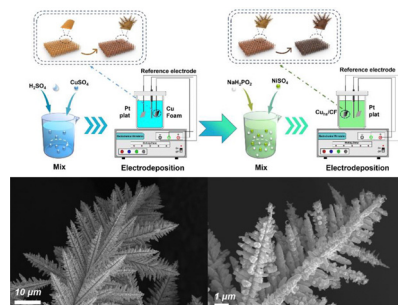 Reference electrode
Reference electrode
H₂SO₄
CuSO₄
Pt
plat
Cu
Foam
NaH₂PO₂
NiSO₄
Cu
/CF
Pt
plat
Mix
Electrodeposition
Mix
Electrodeposition
10 μm
1 μm